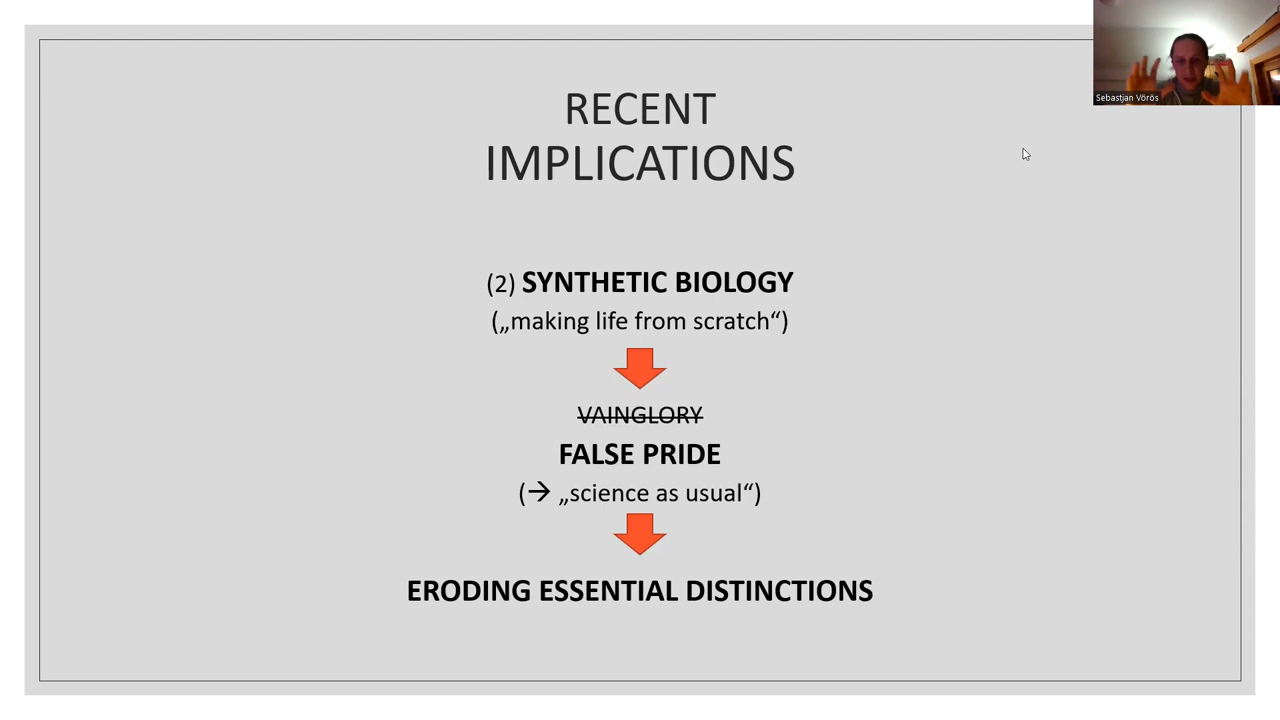 Sebastjan Vörös
RECENT
IMPLICATIONS
(2) SYNTHETIC BIOLOGY
(„making life from scratch“)
VAINGLORY
FALSE PRIDE
(→ „science as usual“)
ERODING ESSENTIAL DISTINCTIONS